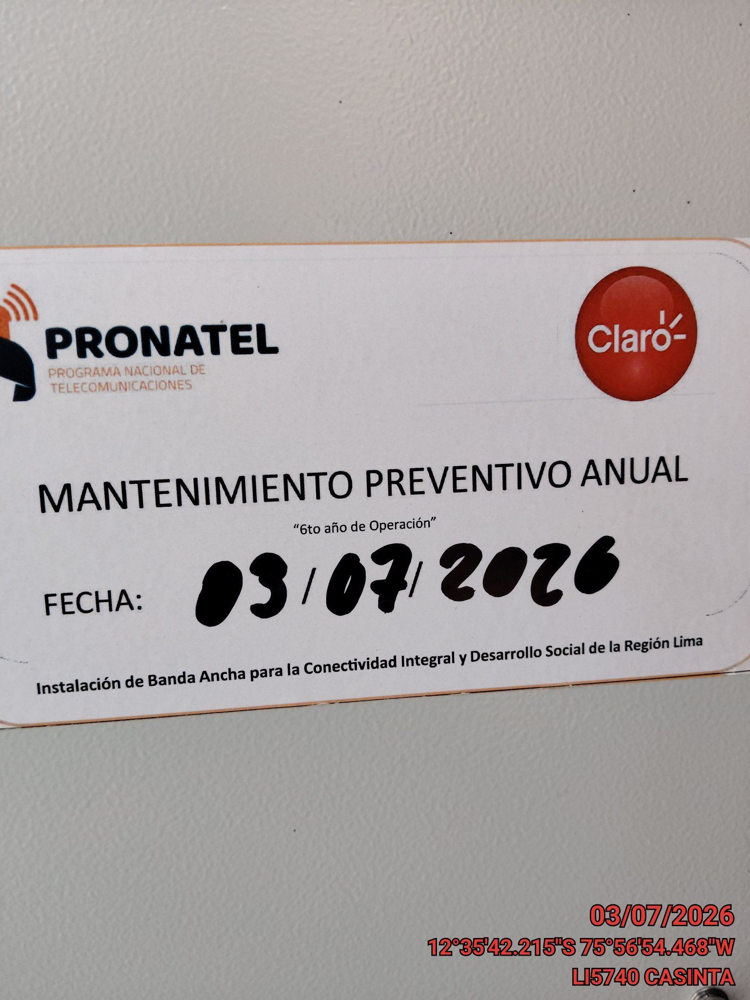 PRONATEL
PROGRAMA NACIONAL DE
TELECOMUNICACIONES
Claro
MANTENIMIENTO PREVENTIVO ANUAL
“6to año de Operación”
FECHA: 03/07/2026
Instalación de Banda Ancha para la Conectividad Integral y Desarrollo Social de la Región Lima
03/07/2026
12°35'42.215"S 75°56'54.468"W
LI5740 CASINTA